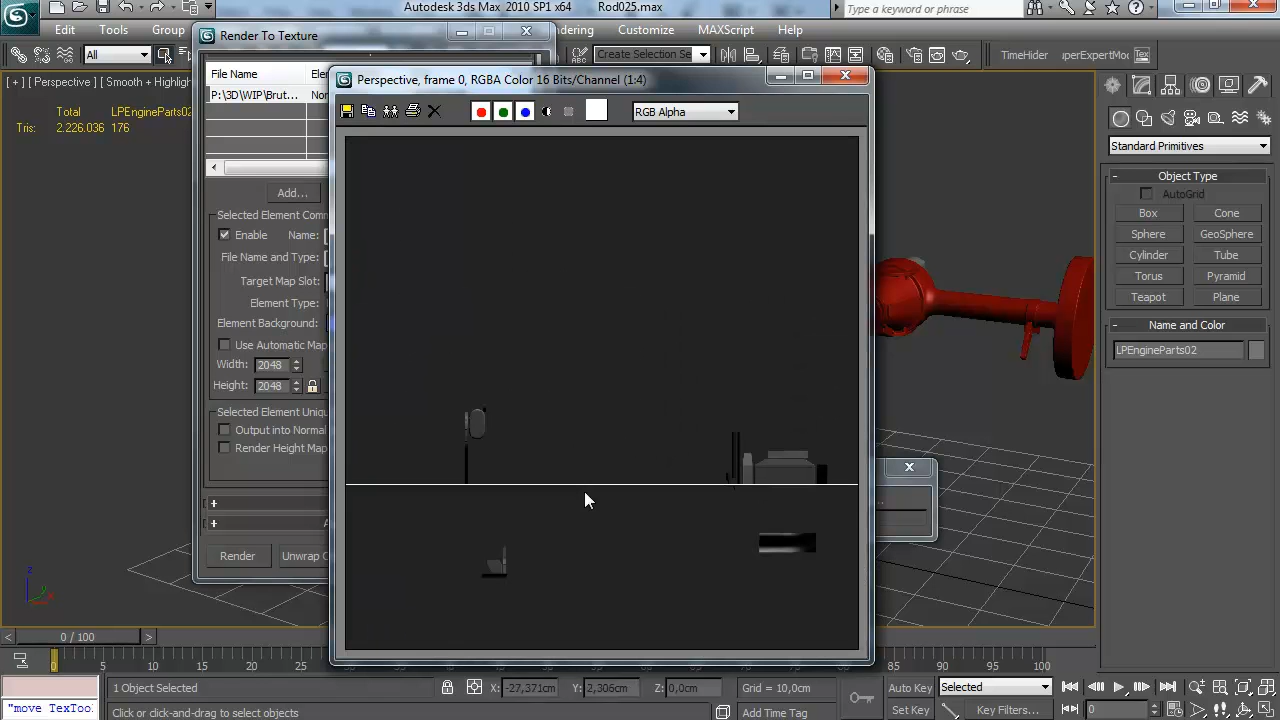 Autodesk 3ds Max 2010 SP1 x64 Rod025.max
Type a keyword or phrase
Edit Tools Group Customize MAXScript Help
All
Create Selection Se
TimeHider
uperExpertMod
Tex
[ + ] [ Perspective ] [ Smooth + Highligh
Total LPEngineParts02
Tris: 2.226.036 176
Render To Texture
File Name
P:\3D\WIP\Brut...
Add...
Selected Element Com
Enable Name:
File Name and Type:
Target Map Slot:
Element Type:
Element Background:
Use Automatic Map
Width: 2048
Height: 2048
Selected Element Uniqu
Output into Normal
Render Height Map
Render
Unwrap O
Perspective, frame 0, RGBA Color 16 Bits/Channel (1:4)
RGB Alpha
Standard Primitives
Object Type
AutoGrid
Box Cone
Sphere GeoSphere
Cylinder Tube
Torus Pyramid
Teapot Plane
Name and Color
LPEngineParts02
z
x
0 / 100
0 5 10 15 20 25 30 85 90 95 100
1 Object Selected
X: -27,371cm Y: 2,306cm Z: 0,0cm
Grid = 10,0cm
Auto Key
Selected
"move TexTool
Click or click-and-drag to select objects
Add Time Tag
Set Key
Key Filters...
0